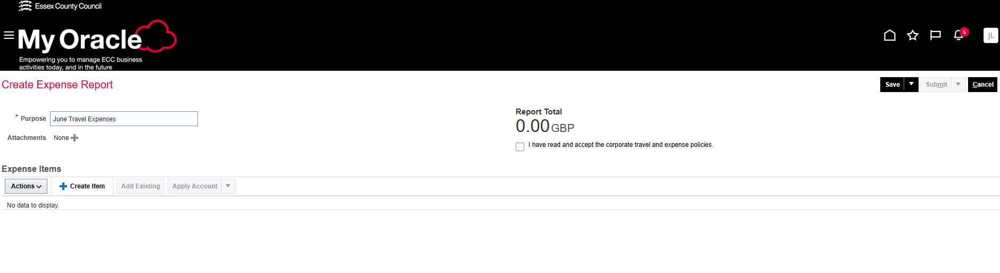 Essex County Council
My Oracle
Empowering you to manage ECC business
activities today, and in the future
5
JL
Create Expense Report
Save
Submit
Cancel
* Purpose June Travel Expenses
Attachments None
Report Total
0.00 GBP
I have read and accept the corporate travel and expense policies.
Expense Items
Actions
Create Item
Add Existing
Apply Account
No data to display.